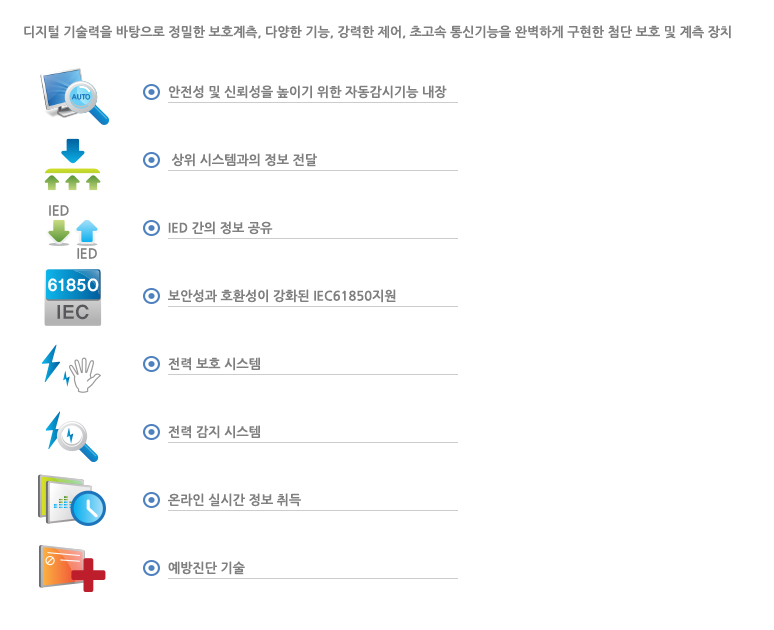 디지털 기술력을 바탕으로 정밀한 보호계측, 다양한 기능, 강력한 제어, 초고속 통신기능을 완벽하게 구현한 첨단 보호 및 계측 장치
AUTO
안전성 및 신뢰성을 높이기 위한 자동감시기능 내장
상위 시스템과의 정보 전달
IED
IED 간의 정보 공유
IED
61850
IEC
보안성과 호환성이 강화된 IEC61850지원
전력 보호 시스템
전력 감지 시스템
온라인 실시간 정보 취득
예방진단 기술